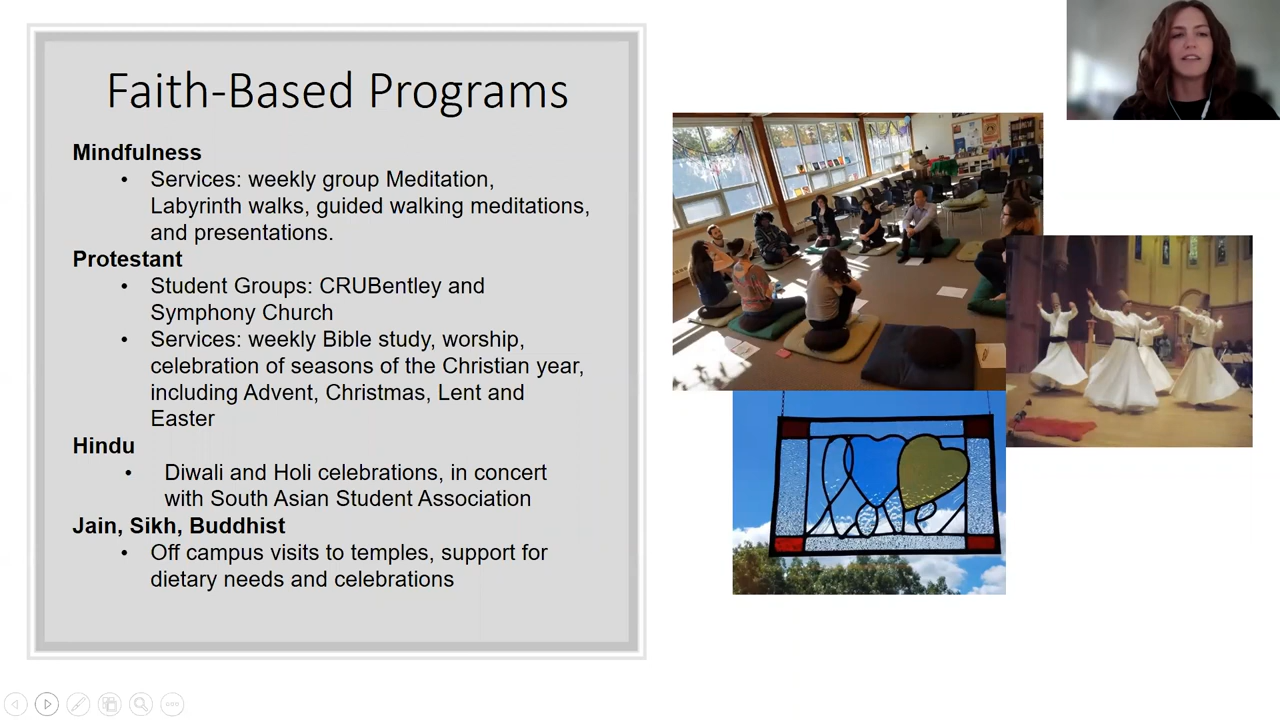 Faith-Based Programs
Mindfulness
• Services: weekly group Meditation,
Labyrinth walks, guided walking meditations,
and presentations.
Protestant
• Student Groups: CRUBentley and
Symphony Church
• Services: weekly Bible study, worship,
celebration of seasons of the Christian year,
including Advent, Christmas, Lent and
Easter
Hindu
• Diwali and Holi celebrations, in concert
with South Asian Student Association
Jain, Sikh, Buddhist
• Off campus visits to temples, support for
dietary needs and celebrations